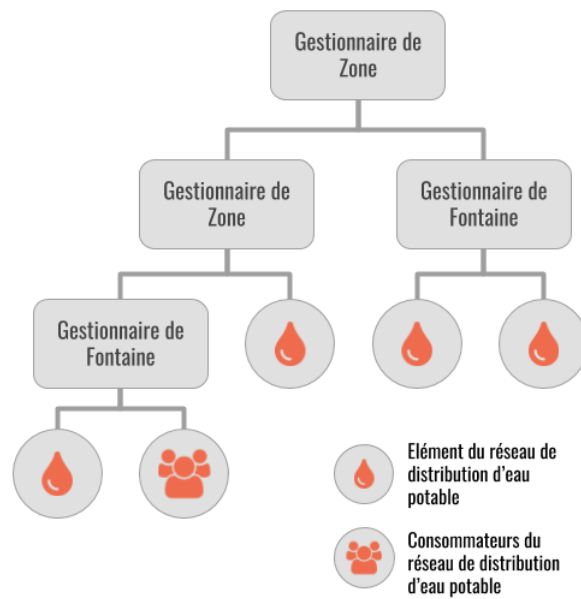 Gestionnaire de
Zone
Gestionnaire de
Zone
Gestionnaire de
Fontaine
Gestionnaire de
Fontaine
Elément du réseau de
distribution d'eau
potable
Consommateurs du
réseau de distribution
d'eau potable